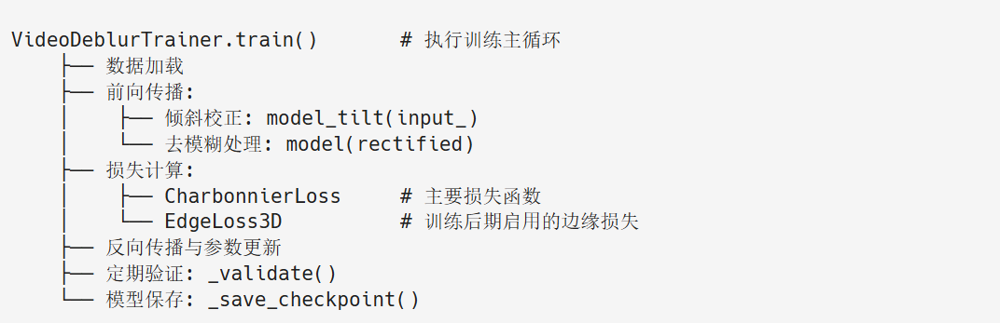 VideoDeblurTrainer.train()       # 执行训练主循环
    ├── 数据加载
    ├── 前向传播:
    │    ├── 倾斜校正: model_tilt(input_)
    │    └── 去模糊处理: model(rectified)
    ├── 损失计算:
    │    ├── CharbonnierLoss     # 主要损失函数
    │    └── EdgeLoss3D          # 训练后期启用的边缘损失
    ├── 反向传播与参数更新
    ├── 定期验证: _validate()
    └── 模型保存: _save_checkpoint()